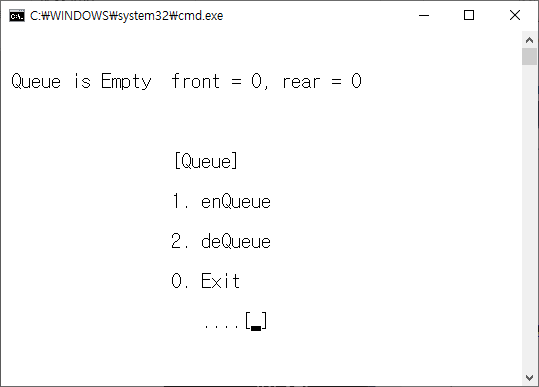 C:₩WINDOWS₩system32₩cmd.exe
Queue is Empty  front = 0, rear = 0
[Queue]
1. enQueue
2. deQueue
0. Exit
....[_]